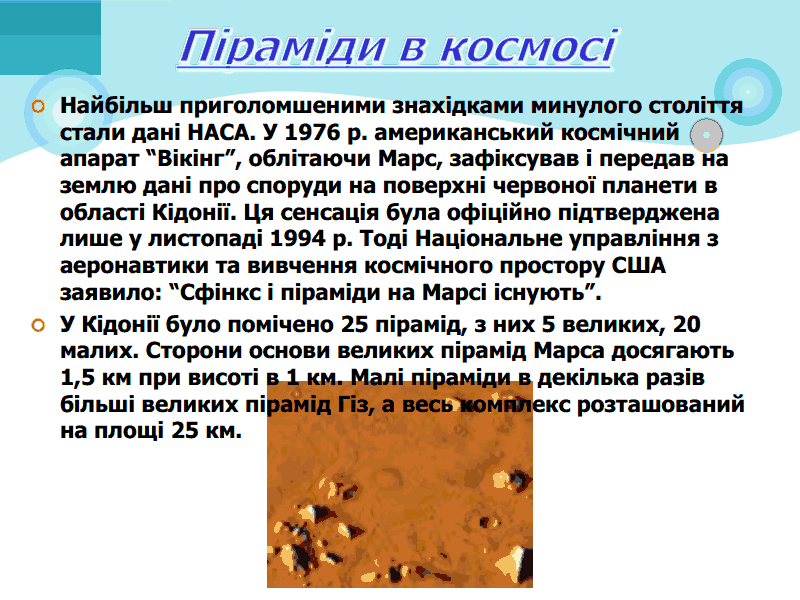 Піраміди в космосі
Найбільш приголомшеними знахідками минулого століття
стали дані НАСА. У 1976 р. американський космічний
апарат “Вікінг”, облітаючи Марс, зафіксував і передав на
землю дані про споруди на поверхні червоної планети в
області Кідонії. Ця сенсація була офіційно підтверджена
лише у листопаді 1994 р. Тоді Національне управління з
аеронавтики та вивчення космічного простору США
заявило: “Сфінкс і піраміди на Марсі існують”.
У Кідонії було помічено 25 пірамід, з них 5 великих, 20
малих. Сторони основи великих пірамід Марса досягають
1,5 км при висоті в 1 км. Малі піраміди в декілька разів
більші великих пірамід Гіз, а весь комплекс розташований
на площі 25 км.